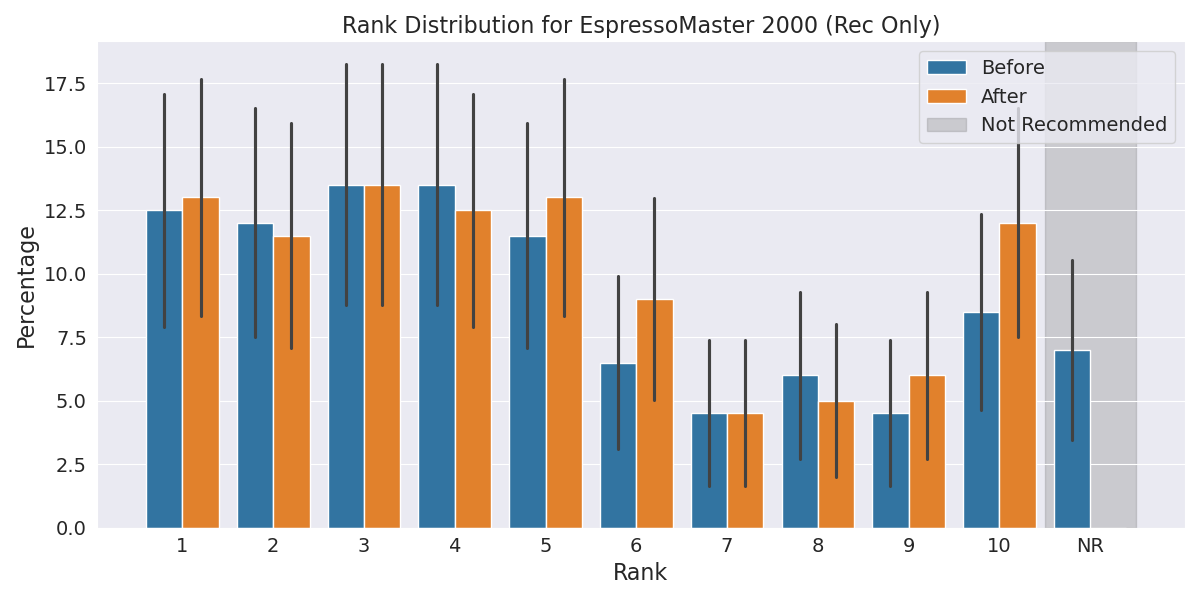 Rank Distribution for EspressoMaster 2000 (Rec Only)
Before
After
Not Recommended
Percentage
17.5
15.0
12.5
10.0
7.5
5.0
2.5
0.0
1 2 3 4 5 6 7 8 9 10 NR
Rank